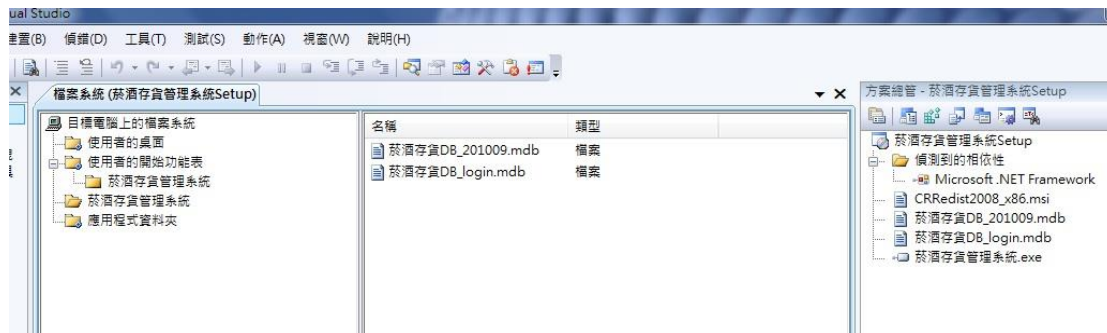 ual Studio
建置(B) 偵錯(D) 工具(T) 測試(S) 動作(A) 視窗(W) 說明(H)
檔案系統 (菸酒存貨管理系統Setup)
目標電腦上的檔案系統
使用者的桌面
使用者的開始功能表
菸酒存貨管理系統
菸酒存貨管理系統
應用程式資料夾
名稱 類型
菸酒存貨DB_201009.mdb 檔案
菸酒存貨DB_login.mdb 檔案
方案總管 - 菸酒存貨管理系統Setup
菸酒存貨管理系統Setup
偵測到的相依性
Microsoft .NET Framework
CRRedist2008_x86.msi
菸酒存貨DB_201009.mdb
菸酒存貨DB_login.mdb
菸酒存貨管理系統.exe